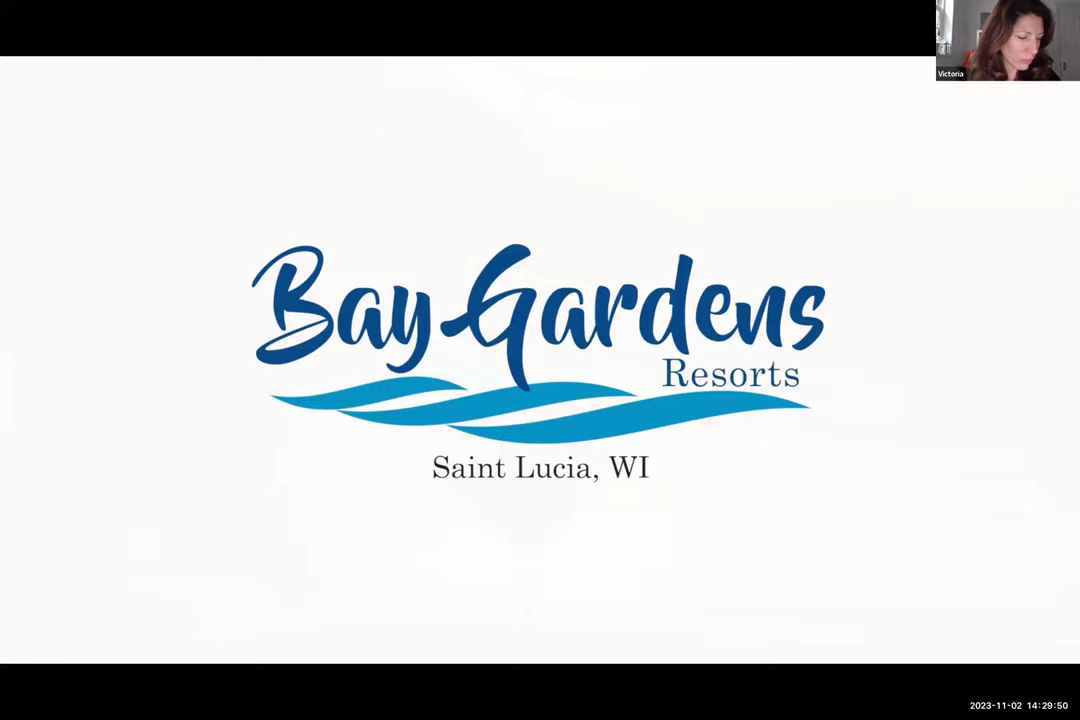 Victoria
Bay Gardens
Resorts
Saint Lucia, WI
2023-11-02 14:29:50